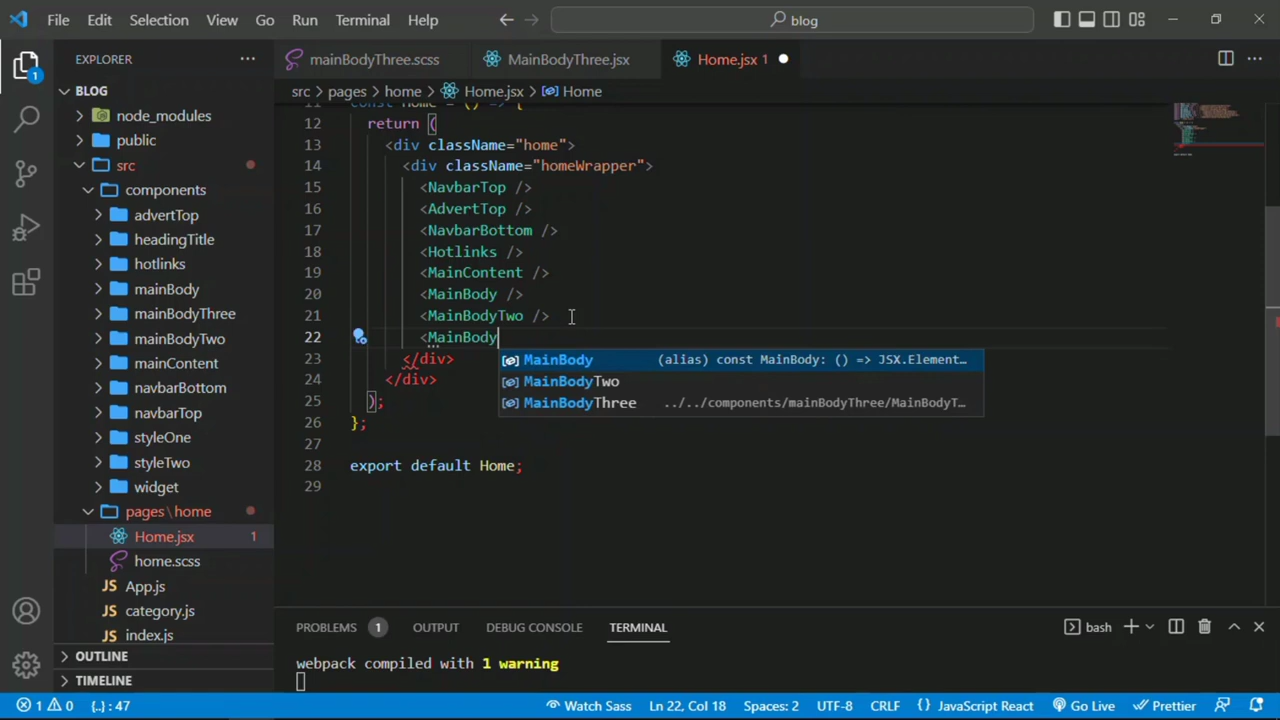 File Edit Selection View Go Run Terminal Help
blog
EXPLORER
mainBodyThree.scss
MainBodyThree.jsx
Home.jsx 1
src > pages > home > Home.jsx > Home
BLOG
node_modules
public
src
components
advertTop
headingTitle
hotlinks
mainBody
mainBodyThree
mainBodyTwo
mainContent
navbarBottom
navbarTop
styleOne
styleTwo
widget
pages\home
Home.jsx 1
home.scss
App.js
category.js
index.js
OUTLINE
TIMELINE
11 const Home = () => {
12 return (
13 <div className="home">
14 <div className="homeWrapper">
15 <NavbarTop />
16 <AdvertTop />
17 <NavbarBottom />
18 <Hotlinks />
19 <MainContent />
20 <MainBody />
21 <MainBodyTwo />
22 <MainBody
23 </div>
24 </div>
25 );
26 };
27
28 export default Home;
29
MainBody (alias) const MainBody: () => JSX.Element…
MainBodyTwo
MainBodyThree ../../components/mainBodyThree/MainBodyT…
PROBLEMS 1 OUTPUT DEBUG CONSOLE TERMINAL
bash
webpack compiled with 1 warning
1 0 {..} : 47 Watch Sass Ln 22, Col 18 Spaces: 2 UTF-8 CRLF {} JavaScript React Go Live Prettier
1